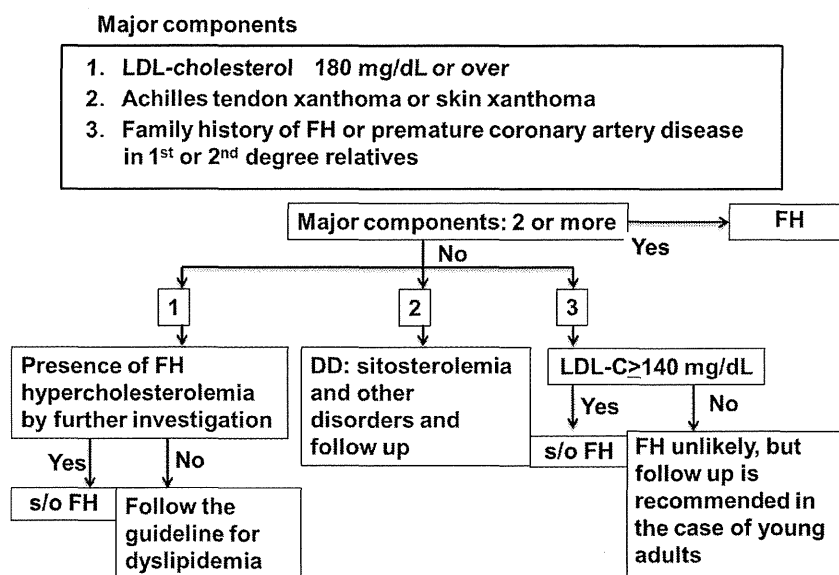 Major components
1. LDL-cholesterol 180 mg/dL or over
2. Achilles tendon xanthoma or skin xanthoma
3. Family history of FH or premature coronary artery disease
in 1st or 2nd degree relatives
Major components: 2 or more
Yes
FH
No
1
2
3
Presence of FH
hypercholesterolemia
by further investigation
DD: sitosterolemia
and other
disorders and
follow up
LDL-C≥140 mg/dL
Yes
No
Yes
No
s/o FH
Follow the
guideline for
dyslipidemia
s/o FH
FH unlikely, but
follow up is
recommended in
the case of young
adults